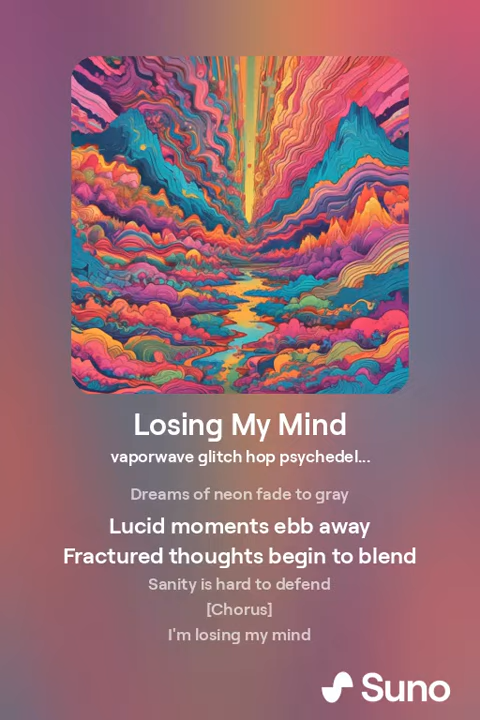 Losing My Mind
vaporwave glitch hop psychedel...
Dreams of neon fade to gray
Lucid moments ebb away
Fractured thoughts begin to blend
Sanity is hard to defend
[Chorus]
I'm losing my mind
Suno